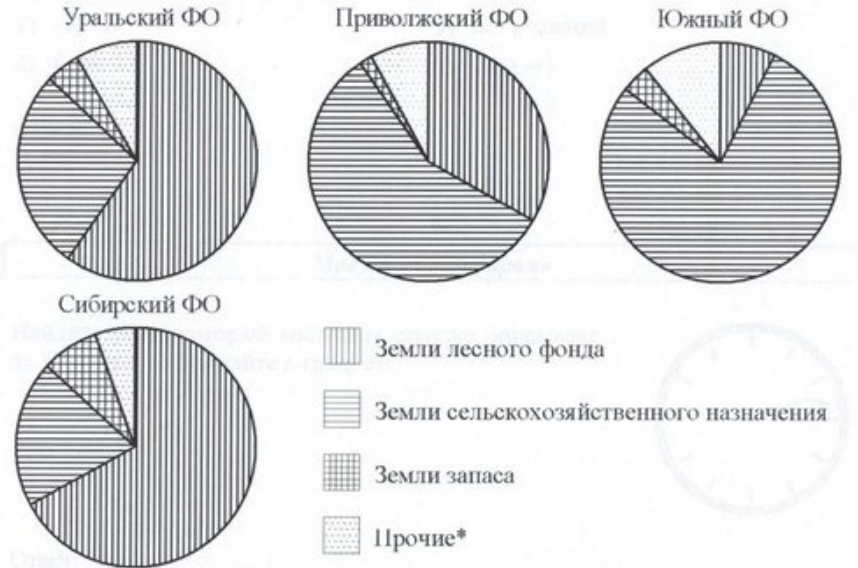 Уральский ФО
Приволжский ФО
Южный ФО
Сибирский ФО
Земли лесного фонда
Земли сельскохозяйственного назначения
Земли запаса
Прочие*